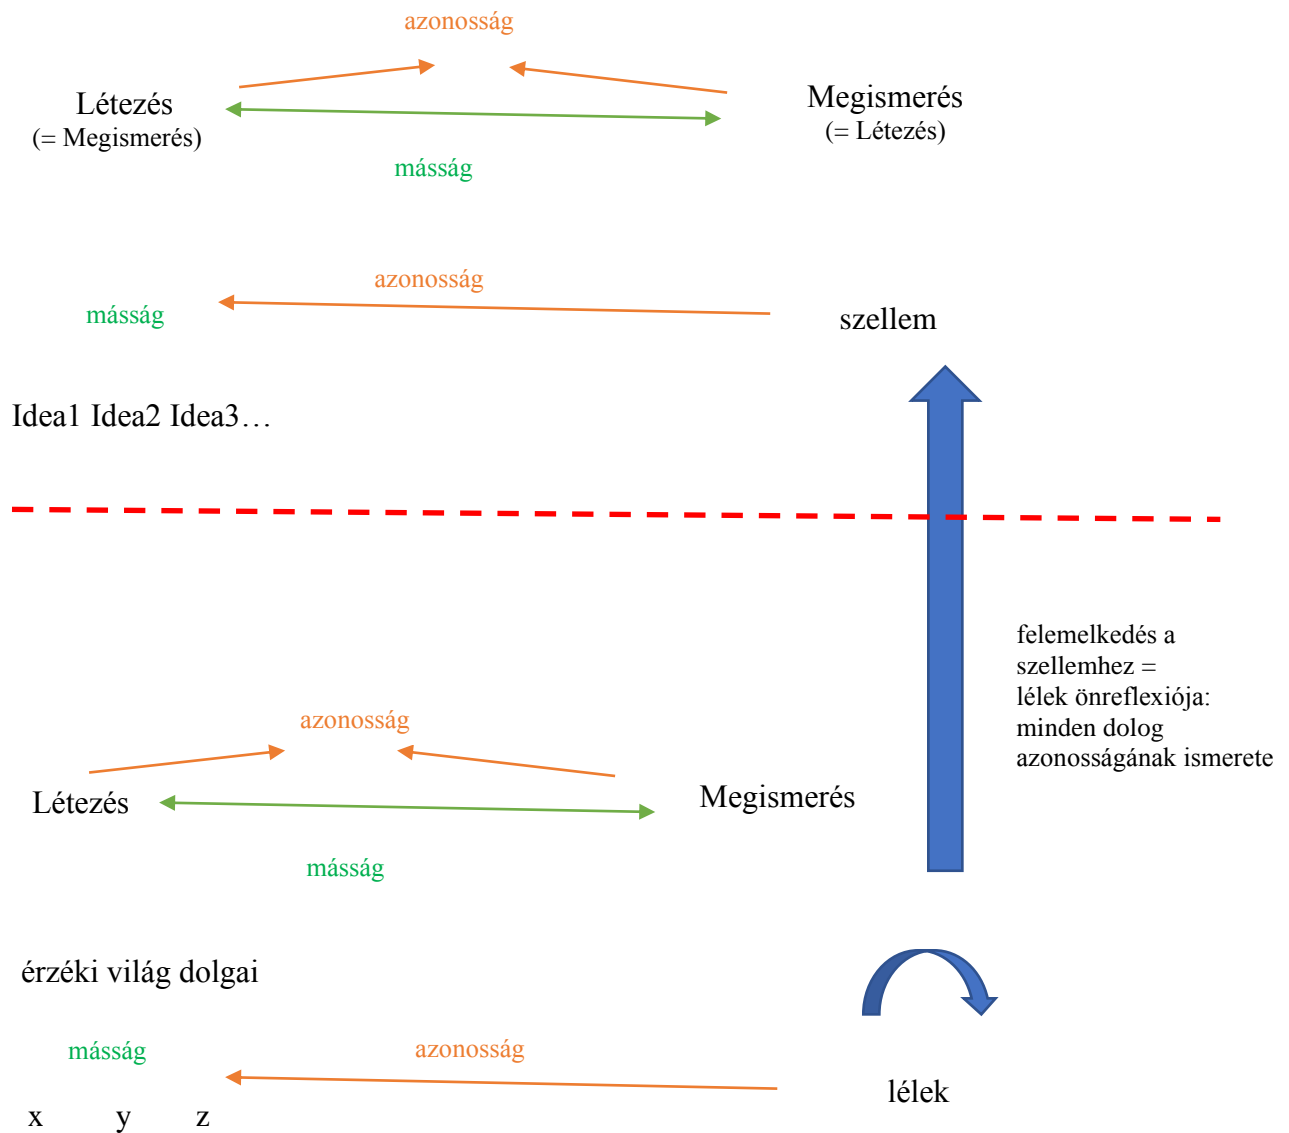 azonosság
Létezés
(= Megismerés)
Megismerés
(= Létezés)
másság
azonosság
másság
szellem
Idea1 Idea2 Idea3…
felemelkedés a
szellemhez =
lélek önreflexiója:
minden dolog
azonosságának ismerete
azonosság
Létezés
Megismerés
másság
érzéki világ dolgai
másság
azonosság
lélek
x y z